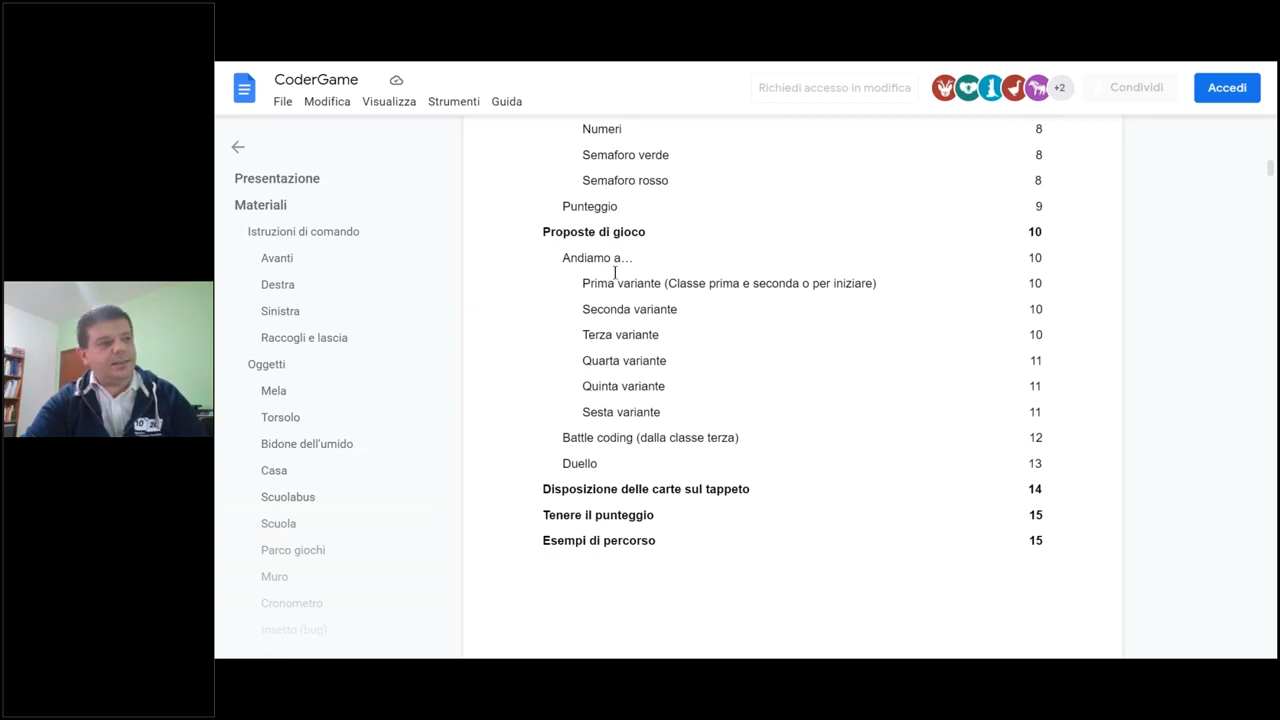 CoderGame
File Modifica Visualizza Strumenti Guida
Richiedi accesso in modifica
+2
Condividi
Accedi
Presentazione
Materiali
Istruzioni di comando
Avanti
Destra
Sinistra
Raccogli e lascia
Oggetti
Mela
Torsolo
Bidone dell'umido
Casa
Scuolabus
Scuola
Parco giochi
Muro
Cronometro
Insetto (bug)
Numeri 8
Semaforo verde 8
Semaforo rosso 8
Punteggio 9
Proposte di gioco 10
Andiamo a… 10
Prima variante (Classe prima e seconda o per iniziare) 10
Seconda variante 10
Terza variante 10
Quarta variante 11
Quinta variante 11
Sesta variante 11
Battle coding (dalla classe terza) 12
Duello 13
Disposizione delle carte sul tappeto 14
Tenere il punteggio 15
Esempi di percorso 15